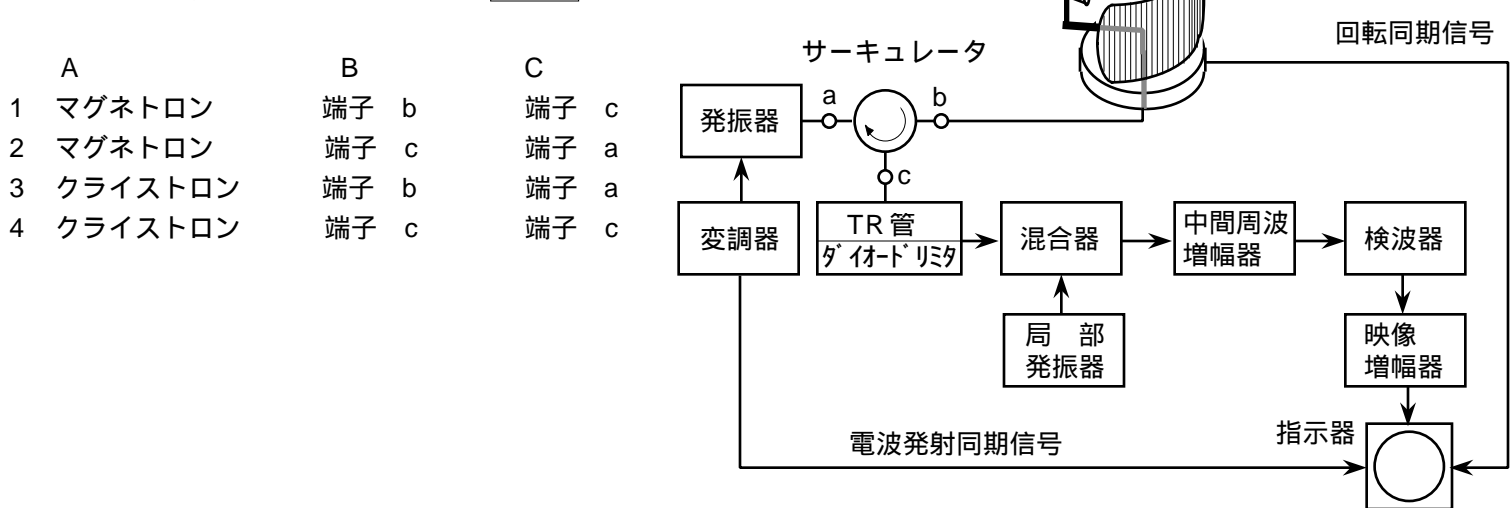 A B C
1 マグネトロン 端子 b 端子 c
2 マグネトロン 端子 c 端子 a
3 クライストロン 端子 b 端子 a
4 クライストロン 端子 c 端子 c
回転同期信号
サーキュレータ
発振器
a
b
c
変調器
TR管
ダイオードリミタ
混合器
中間周波
増幅器
検波器
局 部
発振器
映像
増幅器
指示器
電波発射同期信号